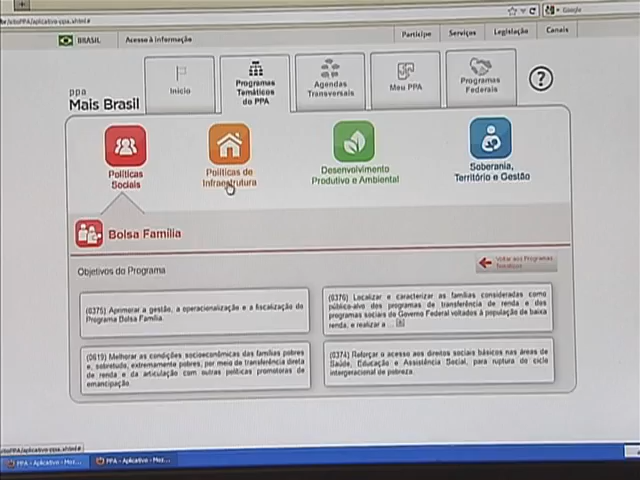 Google
BRASIL
Acesso à Informação
Participe
Serviços
Legislação
Canais
ppa
Mais Brasil
Início
Programas
Temáticos
do PPA
Agendas
Transversais
Meu PPA
Programas
Federais
?
Políticas
Sociais
Políticas de
Infraestrutura
Desenvolvimento
Produtivo e Ambiental
Soberania,
Território e Gestão
Bolsa Família
Objetivos do Programa
Voltar aos Programas
Temáticos
(0375) Aprimorar a gestão, a operacionalização e a fiscalização do
Programa Bolsa Família.
(0376) Localizar e caracterizar as famílias consideradas como
público-alvo dos programas de transferência de renda e dos
programas sociais do Governo Federal voltados à população de baixa
renda, e realizar a ...
(0619) Melhorar as condições socioeconômicas das famílias pobres
e, sobretudo, extremamente pobres, por meio de transferência direta
de renda e da articulação com outras políticas promotoras de
emancipação.
(0374) Reforçar o acesso aos direitos sociais básicos nas áreas de
Saúde, Educação e Assistência Social, para ruptura do ciclo
intergeracional de pobreza.
PPA - Aplicativo - Moz...
PPA - Aplicativo - Moz...